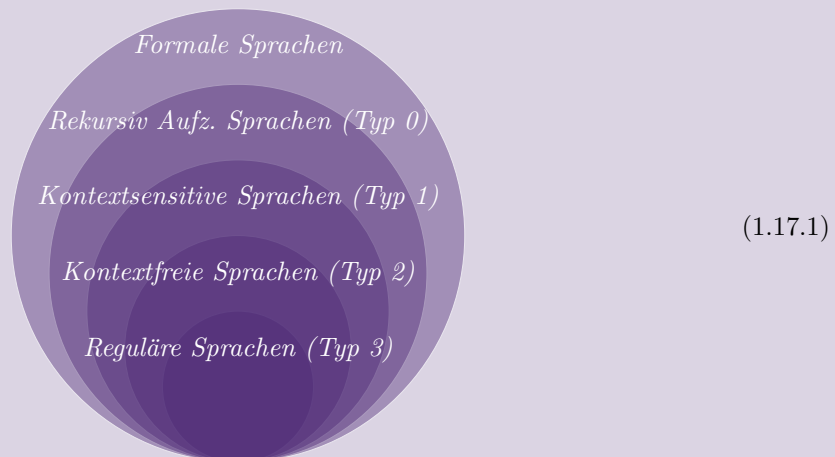 Formale Sprachen
Rekursiv Aufz. Sprachen (Typ 0)
Kontextsensitive Sprachen (Typ 1)
(1.17.1)
Kontextfreie Sprachen (Typ 2)
Reguläre Sprachen (Typ 3)